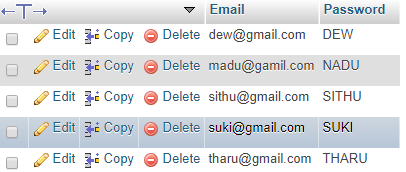 Email Password
Edit Copy Delete dew@gmail.com DEW
Edit Copy Delete madu@gamil.com NADU
Edit Copy Delete sithu@gmail.com SITHU
Edit Copy Delete suki@gmail.com SUKI
Edit Copy Delete tharu@gmail.com THARU